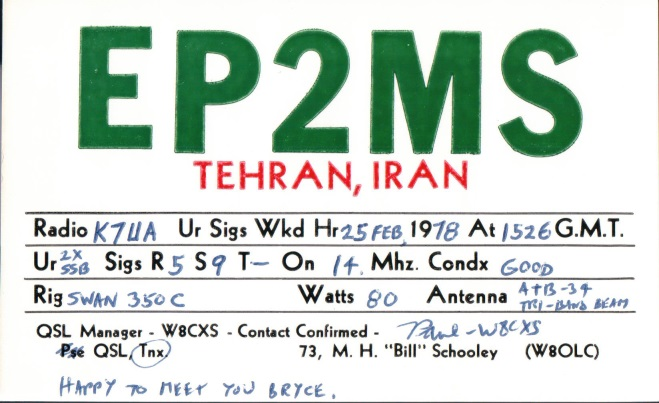 EP2MS
TEHRAN, IRAN
Radio K7UA Ur Sigs Wkd Hr 25 FEB, 1978 At 1526 G.M.T.
Ur 2X SSB Sigs R 5 S 9 T – On 14. Mhz. Condx GOOD
Rig SWAN 350C Watts 80 Antenna ATB-34 TRI-BAND BEAM
QSL Manager - W8CXS - Contact Confirmed - Paul - W8CXS
Pse QSL, Tnx 73, M. H. "Bill" Schooley (W8OLC)
HAPPY TO MEET YOU BRYCE.